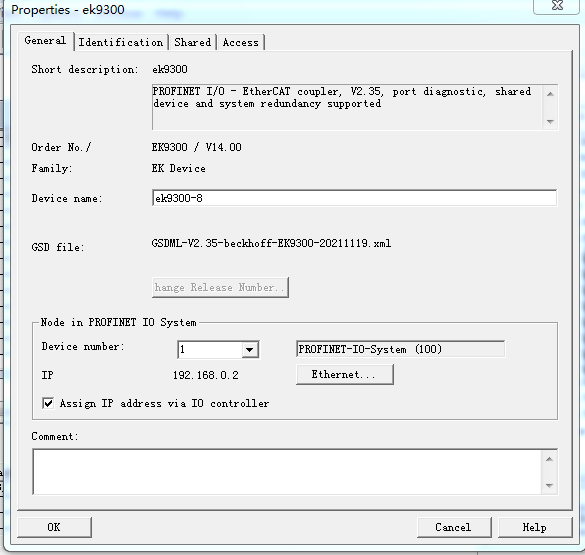 Properties - ek9300
General Identification Shared Access
Short description: ek9300
PROFINET I/O - EtherCAT coupler, V2.35, port diagnostic, shared
device and system redundancy supported
Order No./ EK9300 / V14.00
Family: EK Device
Device name: ek9300-8
GSD file: GSDML-V2.35-beckhoff-EK9300-20211119.xml
hange Release Number..
Node in PROFINET IO System
Device number: 1 PROFINET-IO-System (100)
IP 192.168.0.2 Ethernet...
Assign IP address via IO controller
Comment:
OK Cancel Help